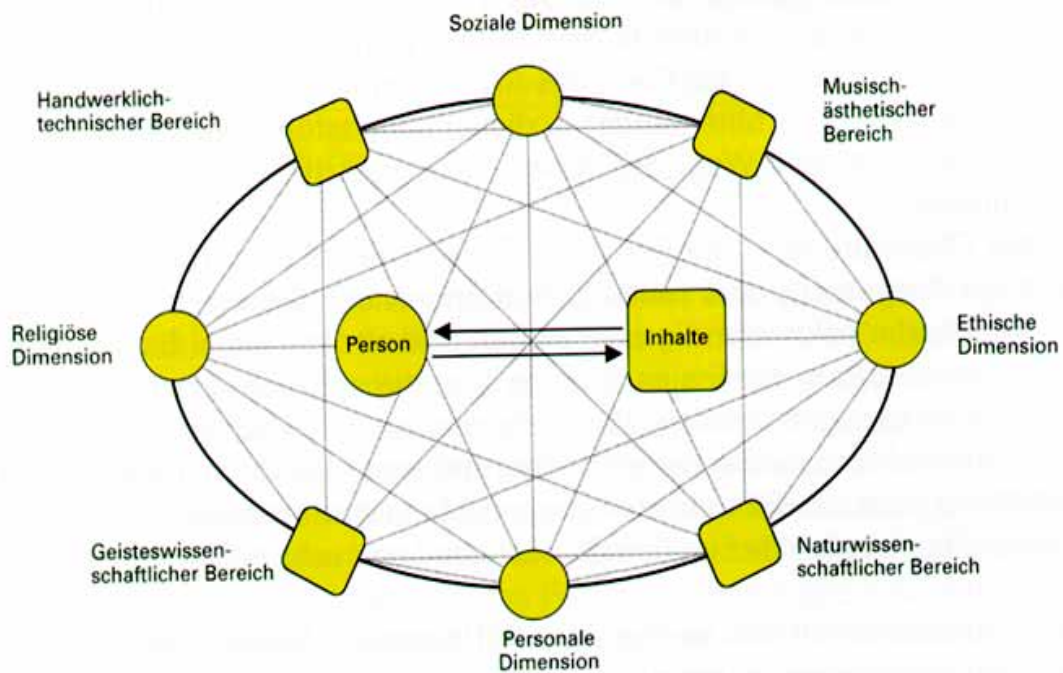 Soziale Dimension
Handwerklich-
technischer Bereich
Musisch-
ästhetischer
Bereich
Religiöse
Dimension
Person
Inhalte
Ethische
Dimension
Geisteswissen-
schaftlicher Bereich
Naturwissen-
schaftlicher Bereich
Personale
Dimension